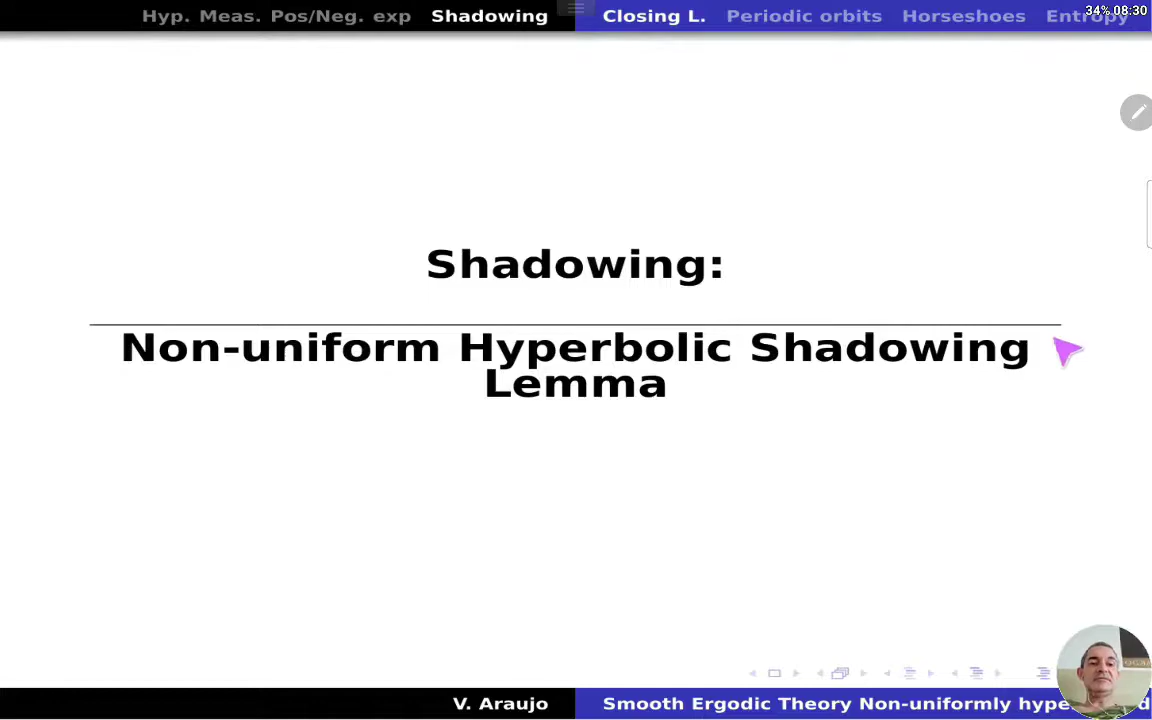 Hyp. Meas. Pos/Neg. exp Shadowing Closing L. Periodic orbits Horseshoes Entropy
34% 08:30
Shadowing:
Non-uniform Hyperbolic Shadowing
Lemma
V. Araujo Smooth Ergodic Theory Non-uniformly